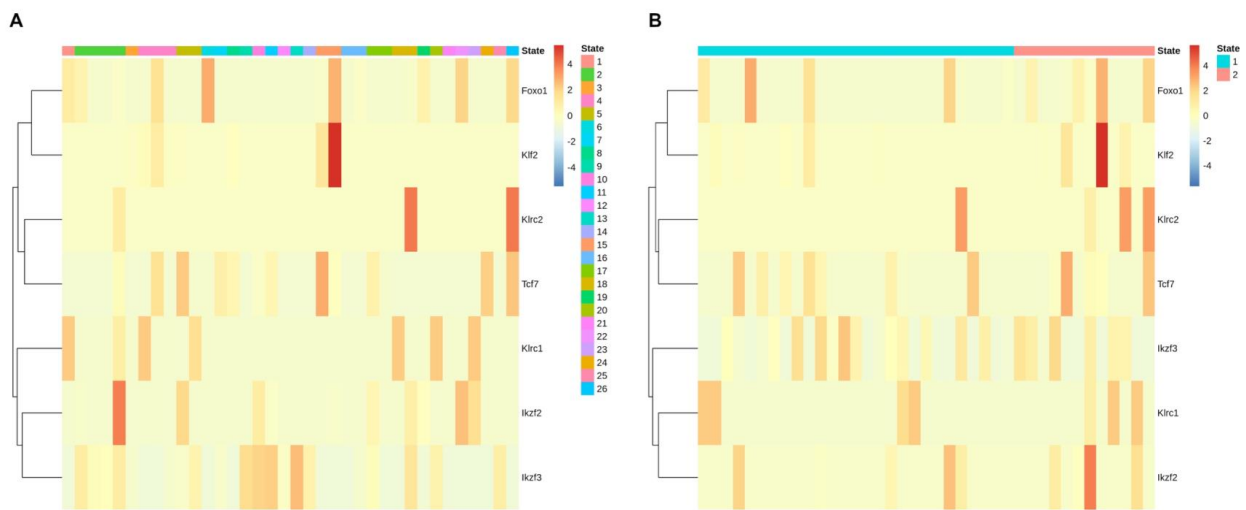 A
State
Foxo1
Klf2
Klrc2
Tcf7
Klrc1
Ikzf2
Ikzf3
4
2
0
-2
-4
State
1
2
3
4
5
6
7
8
9
10
11
12
13
14
15
16
17
18
19
20
21
22
23
24
25
26
B
State
Foxo1
Klf2
Klrc2
Tcf7
Ikzf3
Klrc1
Ikzf2
4
2
0
-2
-4
State
1
2